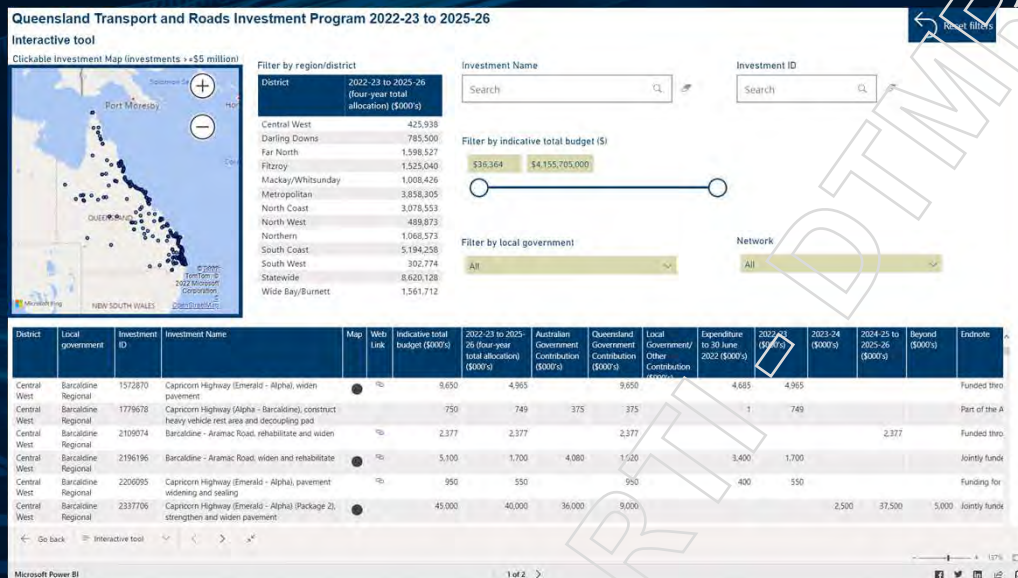 Queensland Transport and Roads Investment Program 2022-23 to 2025-26
Reset filters
Interactive tool
Clickable Investment Map (investments >=$5 million)
Port Moresby
QUEENSLAND
NEW SOUTH WALES
© 2022 TomTom, ©
2022 Microsoft
Corporation, ©
OpenStreetMap
Microsoft Bing
Filter by region/district
District 2022-23 to 2025-26 (four-year total allocation) ($000's)
Central West 425,938
Darling Downs 785,500
Far North 1,598,527
Fitzroy 1,525,040
Mackay/Whitsunday 1,008,426
Metropolitan 3,858,305
North Coast 3,078,553
North West 489,873
Northern 1,068,573
South Coast 5,194,258
South West 302,774
Statewide 8,620,128
Wide Bay/Burnett 1,561,712
Investment Name
Search
Investment ID
Search
Filter by indicative total budget ($)
$36,364 $4,155,705,000
Filter by local government
All
Network
All
District Local government Investment ID Investment Name Map Web Link Indicative total budget ($000's) 2022-23 to 2025-26 (four-year total allocation) ($000's) Australian Government Contribution ($000's) Queensland Government Contribution ($000's) Local Government/ Other Contribution ($000's) Expenditure to 30 June 2022 ($000's) 2022-23 ($000's) 2023-24 ($000's) 2024-25 to 2025-26 ($000's) Beyond ($000's) Endnote
Central West Barcaldine Regional 1572870 Capricorn Highway (Emerald - Alpha), widen pavement 9,650 4,965 9,650 4,685 4,965 Funded thro
Central West Barcaldine Regional 1779678 Capricorn Highway (Alpha - Barcaldine), construct heavy vehicle rest area and decoupling pad 750 749 375 375 1 749 Part of the A
Central West Barcaldine Regional 2109074 Barcaldine - Aramac Road, rehabilitate and widen 2,377 2,377 2,377 2,377 Funded thro
Central West Barcaldine Regional 2196196 Barcaldine - Aramac Road, widen and rehabilitate 5,100 1,700 4,080 1,020 3,400 1,700 Jointly funde
Central West Barcaldine Regional 2206095 Capricorn Highway (Emerald - Alpha), pavement widening and sealing 950 550 950 400 550 Funding for
Central West Barcaldine Regional 2337706 Capricorn Highway (Emerald - Alpha) (Package 2), strengthen and widen pavement 45,000 40,000 36,000 9,000 2,500 37,500 5,000 Jointly funde
Go back Interactive tool
137%
Microsoft Power BI
1 of 2
RTI - DTMR